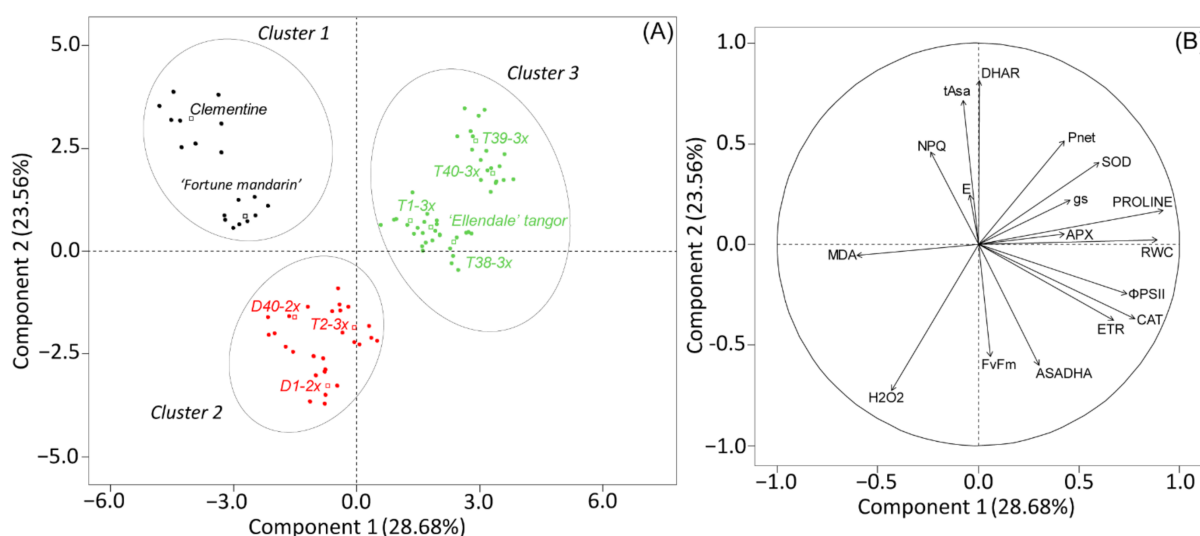 (A)
Cluster 1
Cluster 3
Clementine
'Fortune mandarin'
T39-3x
T40-3x
T1-3x
'Ellendale' tangor
T38-3x
D40-2x
T2-3x
D1-2x
Cluster 2
5.0
2.5
0.0
−2.5
−5.0
Component 2 (23.56%)
−6.0
−3.0
0.0
3.0
6.0
Component 1 (28.68%)
(B)
DHAR
tAsa
NPQ
Pnet
SOD
E
gs
PROLINE
APX
RWC
MDA
ΦPSII
CAT
ETR
FvFm
ASADHA
H2O2
1.0
0.5
0.0
−0.5
−1.0
Component 2 (23.56%)
−1.0
−0.5
0.0
0.5
1.0
Component 1 (28.68%)